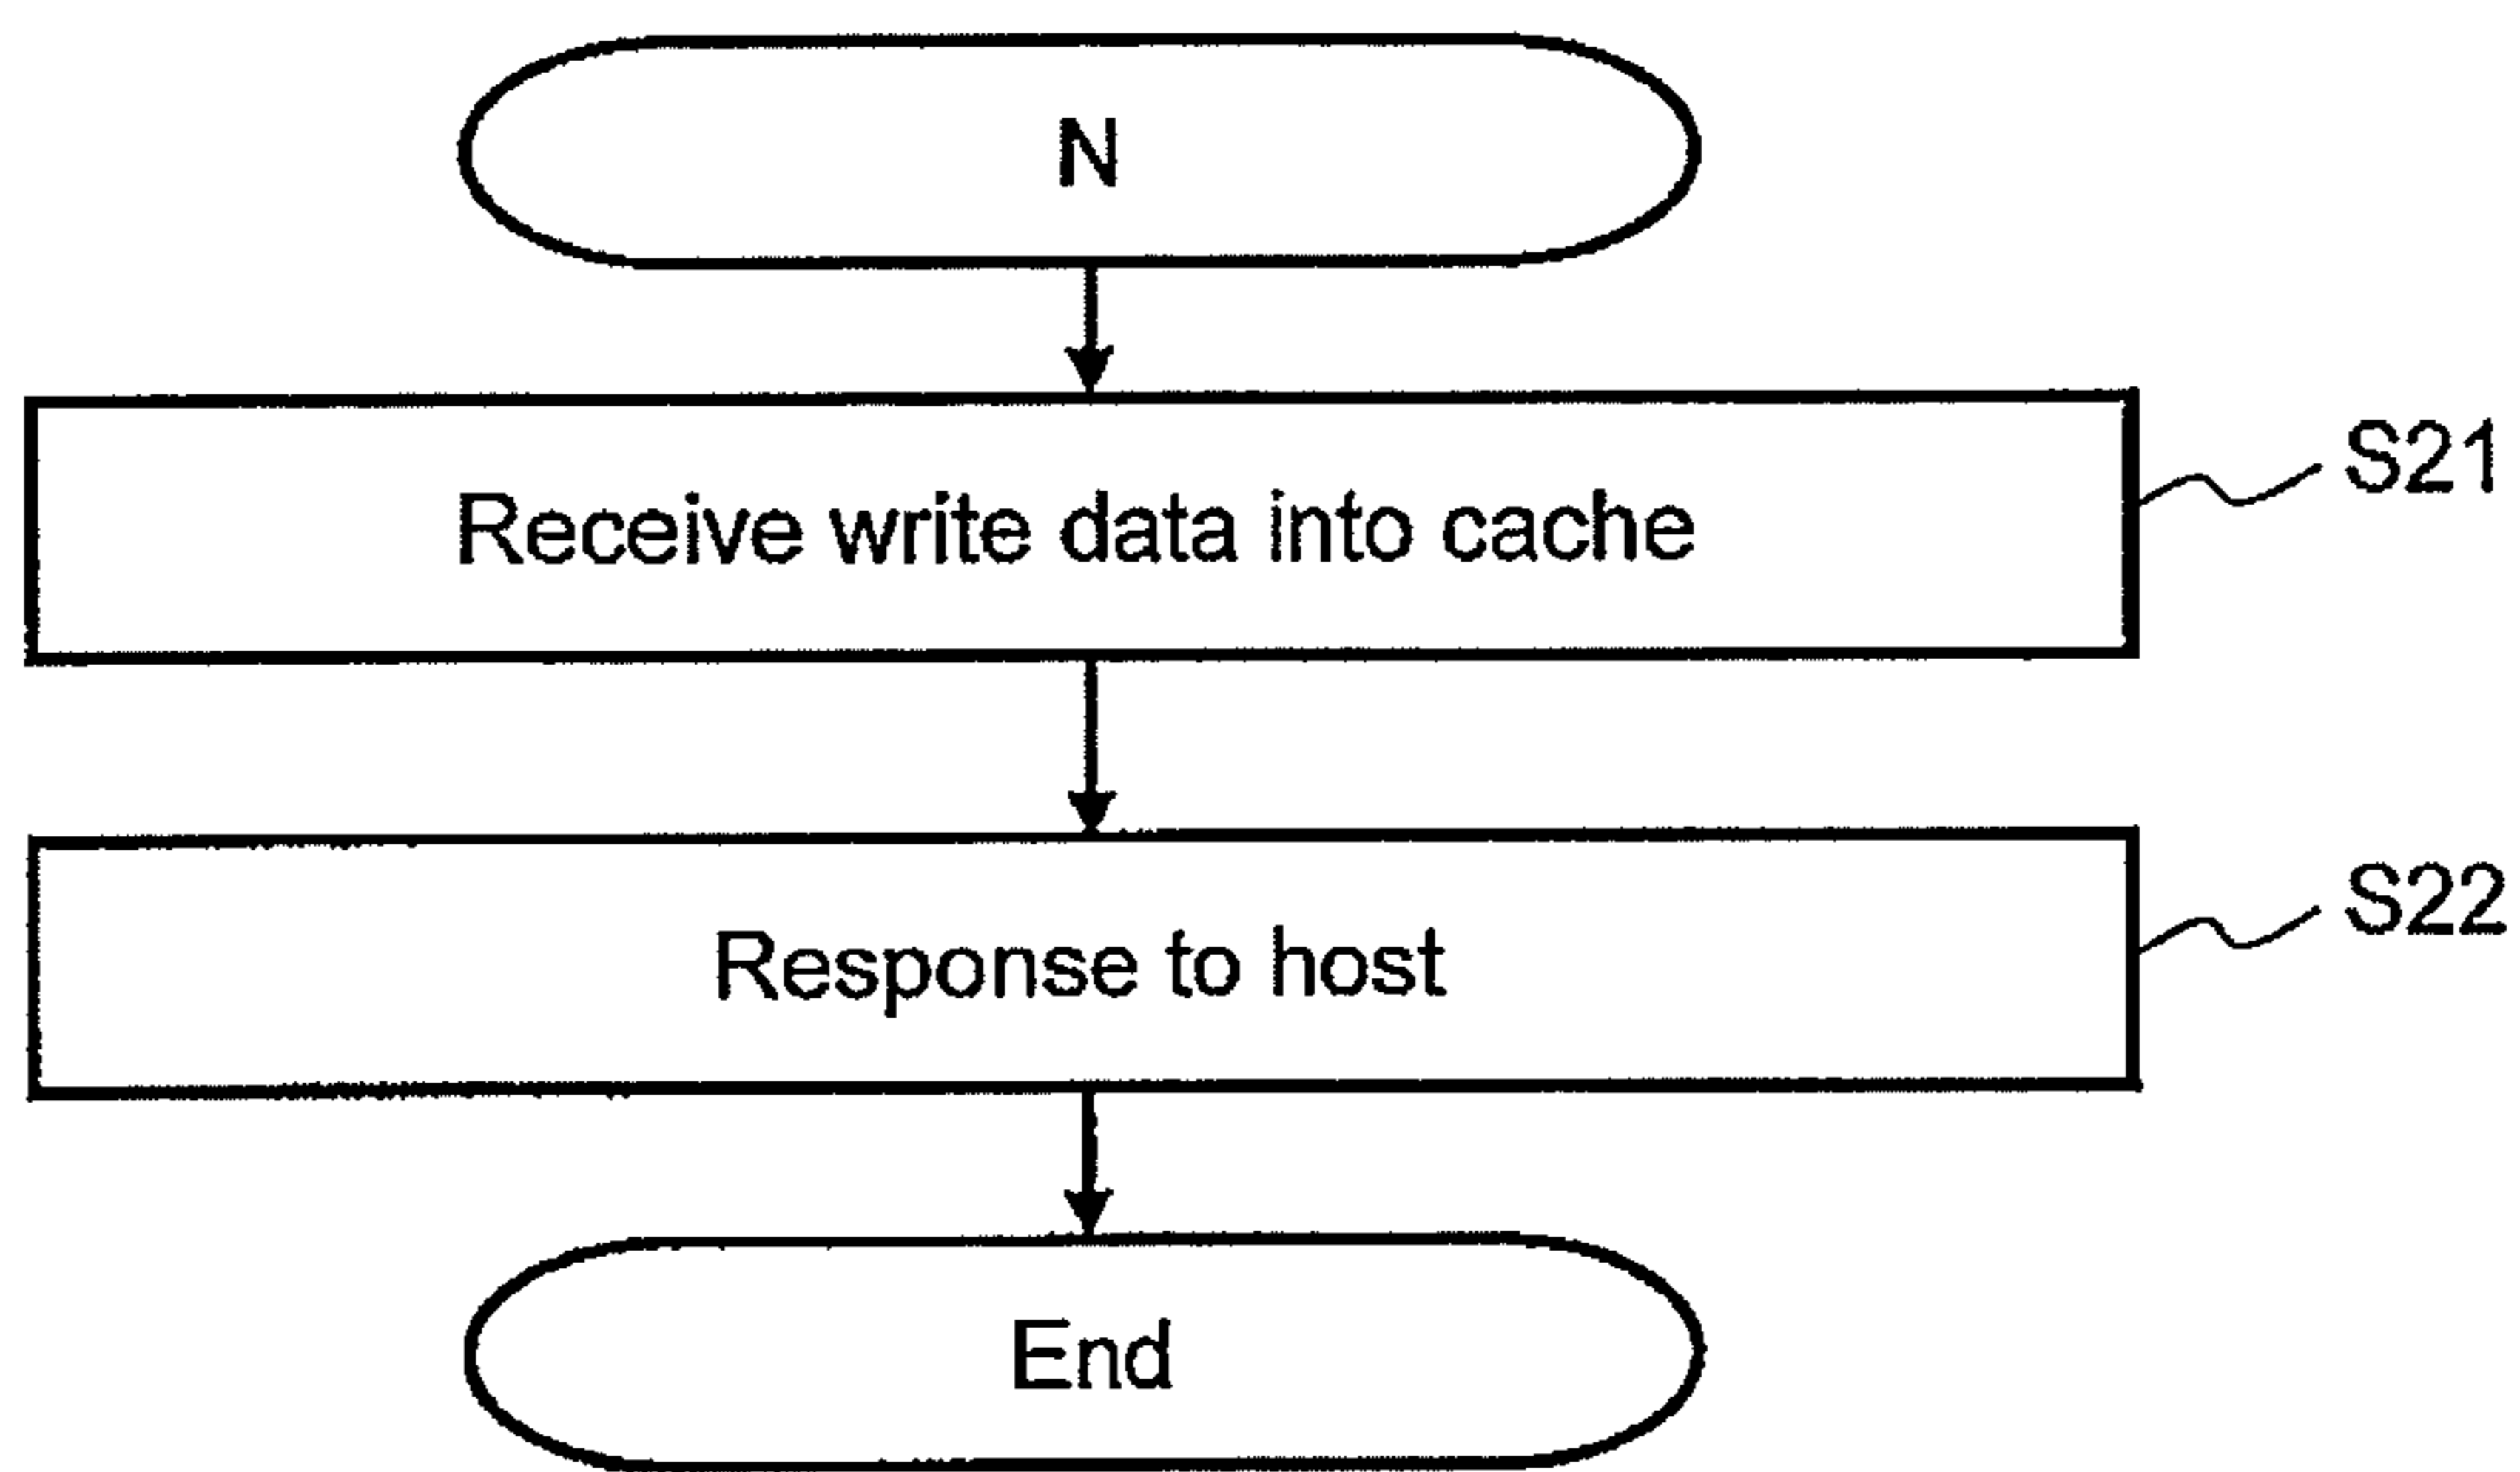 N
Receive write data into cache
S21
Response to host
S22
End